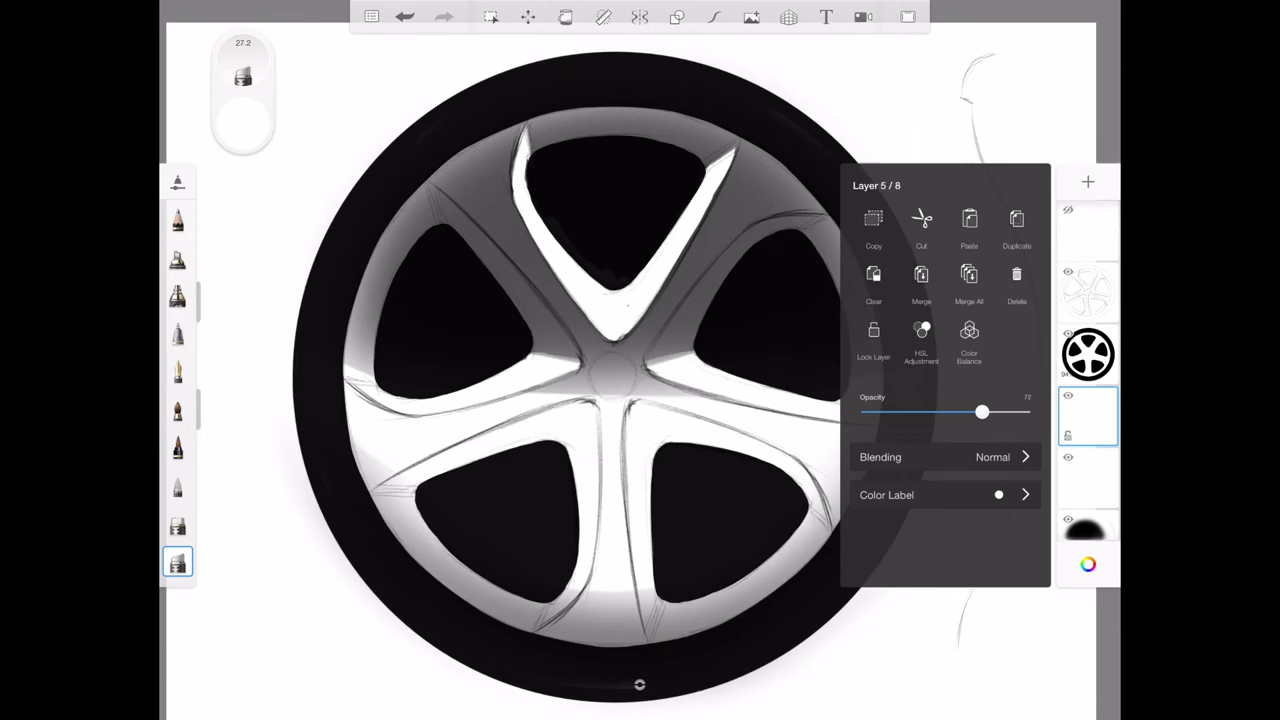 27.2
Layer 5 / 8
Copy Cut Paste Duplicate
Clear Merge Merge All Delete
Lock Layer HSL Adjustment Color Balance
Opacity 72
Blending Normal
Color Label
94